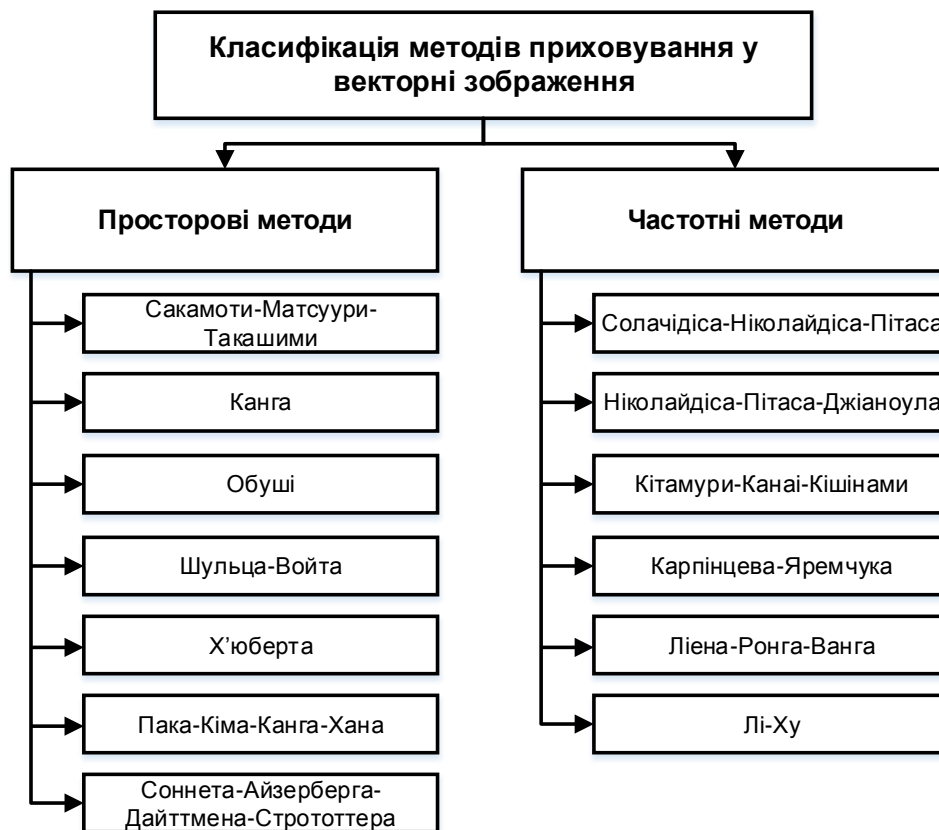 Класифікація методів приховування у
векторні зображення
Просторові методи
Сакамоти-Матсуури-
Такашими
Канга
Обуші
Шульца-Войта
Х’юберта
Пака-Кіма-Канга-Хана
Соннета-Айзерберга-
Дайттмена-Стрототтера
Частотні методи
Солачідіса-Ніколайдіса-Пітаса
Ніколайдіса-Пітаса-Джіаноула
Кітамури-Канаі-Кішінами
Карпінцева-Яремчука
Ліена-Ронга-Ванга
Лі-Ху